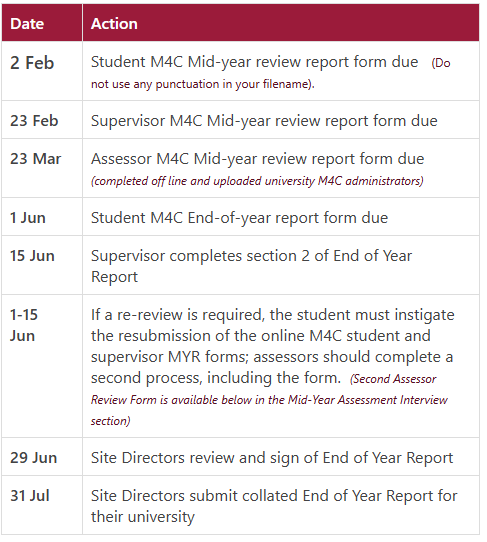 Date Action
2 Feb Student M4C Mid-year review report form due (Do
not use any punctuation in your filename).
23 Feb Supervisor M4C Mid-year review report form due
23 Mar Assessor M4C Mid-year review report form due
(completed off line and uploaded university M4C administrators)
1 Jun Student M4C End-of-year report form due
15 Jun Supervisor completes section 2 of End of Year
Report
1-15 If a re-review is required, the student must instigate
Jun the resubmission of the online M4C student and
supervisor MYR forms; assessors should complete a
second process, including the form. (Second Assessor
Review Form is available below in the Mid-Year Assessment Interview
section)
29 Jun Site Directors review and sign of End of Year Report
31 Jul Site Directors submit collated End of Year Report for
their university